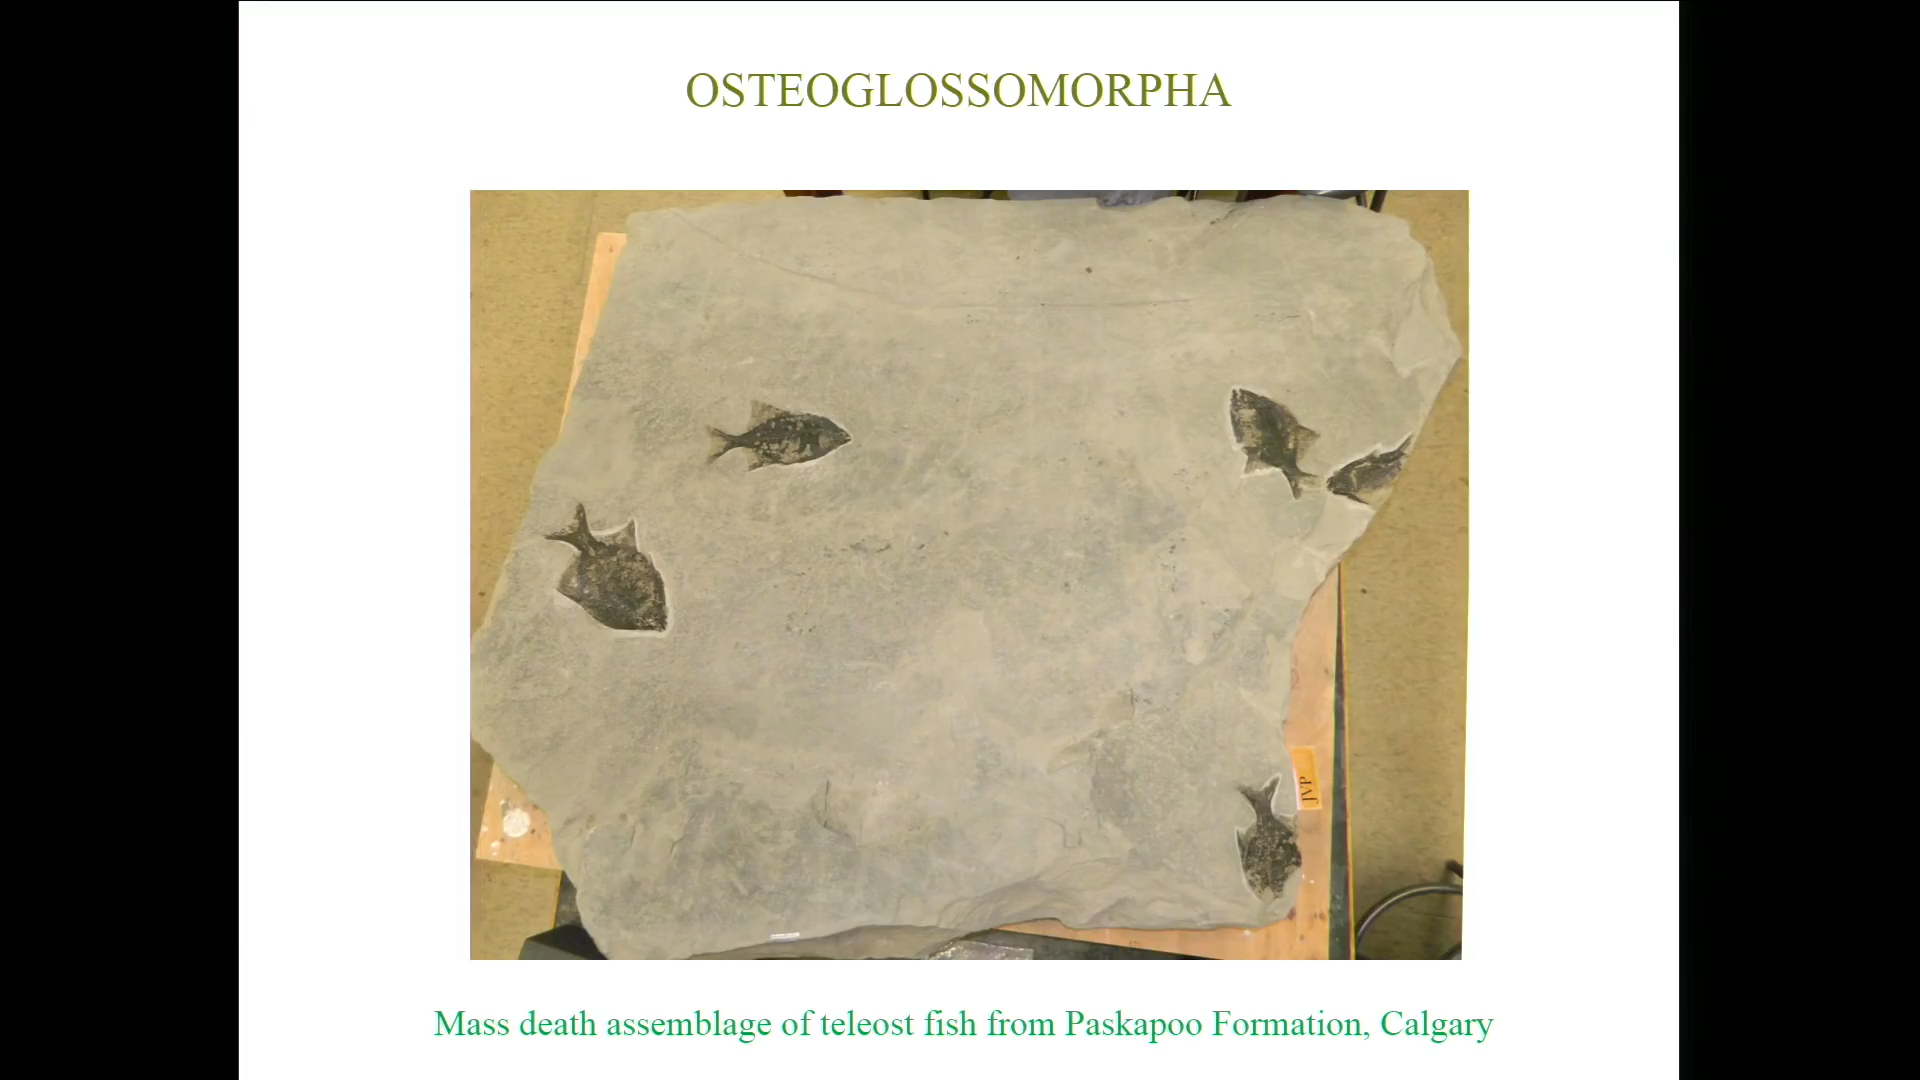 OSTEOGLOSSOMORPHA
JVP
Mass death assemblage of teleost fish from Paskapoo Formation, Calgary